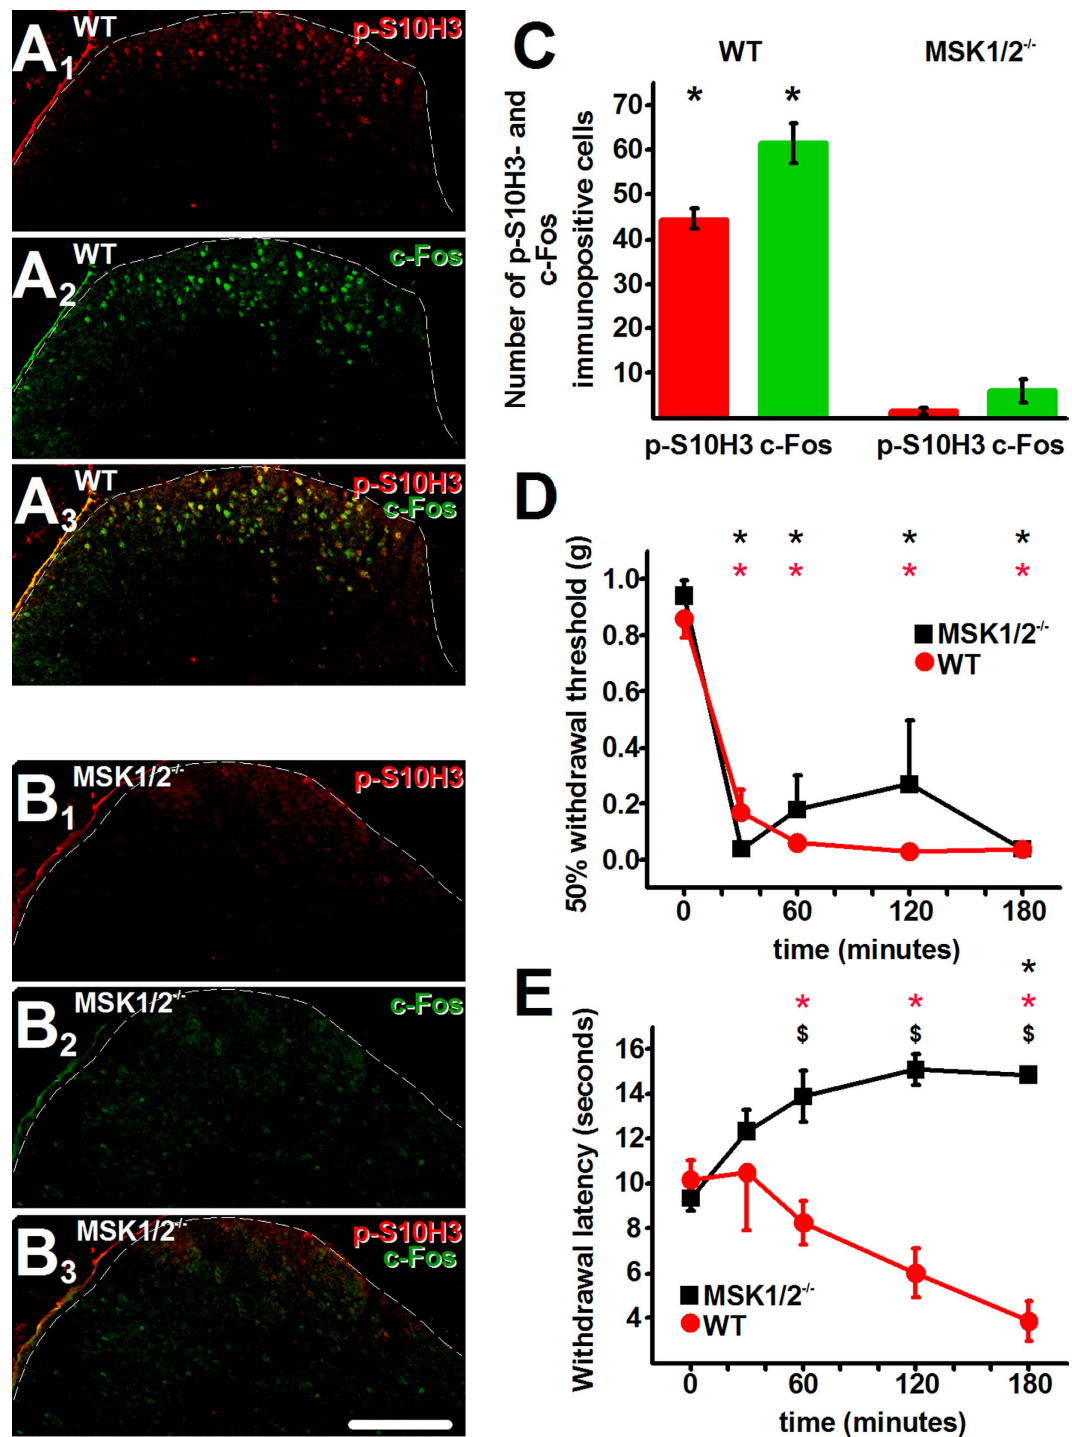 A1 WT p-S10H3
A2 WT c-Fos
A3 WT p-S10H3
c-Fos
B1 MSK1/2-/- p-S10H3
B2 MSK1/2-/- c-Fos
B3 MSK1/2-/- p-S10H3
c-Fos
C
WT MSK1/2-/-
* *
Number of p-S10H3- and
c-Fos
immunopositive cells
70
60
50
40
30
20
10
p-S10H3 c-Fos p-S10H3 c-Fos
D
* * * *
* * * *
50% withdrawal threshold (g)
1.0
0.8
0.6
0.4
0.2
0.0
MSK1/2-/-
WT
0 60 120 180
time (minutes)
E
*
* * *
$ $ $
Withdrawal latency (seconds)
16
14
12
10
8
6
4
MSK1/2-/-
WT
0 60 120 180
time (minutes)